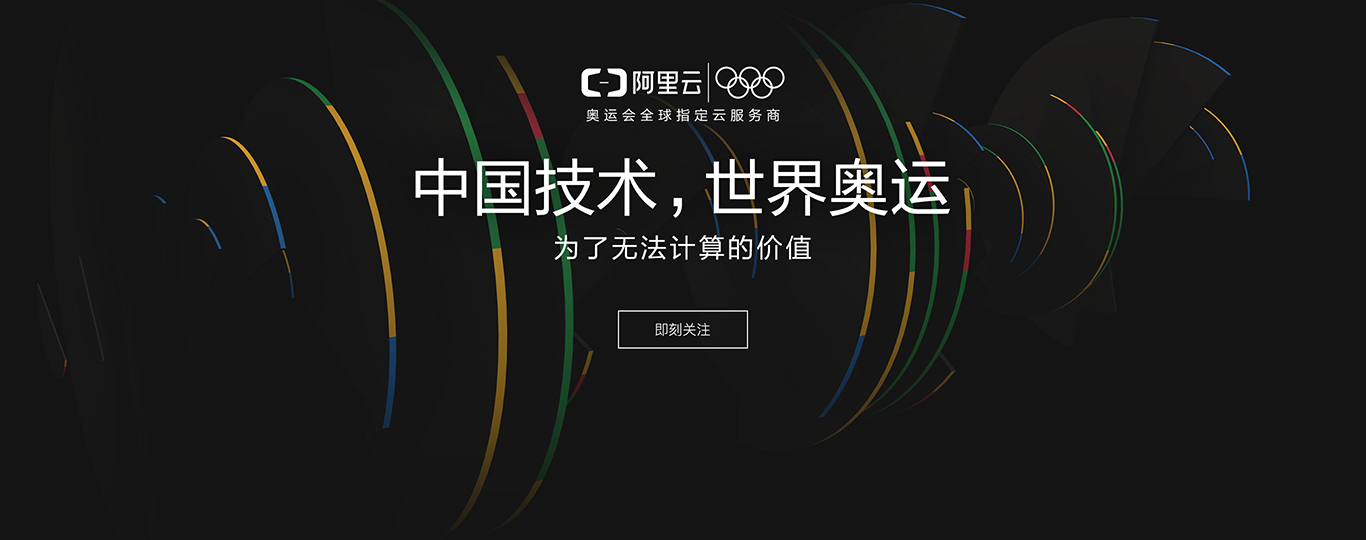 阿里云
奥运会全球指定云服务商
中国技术，世界奥运
为了无法计算的价值
即刻关注